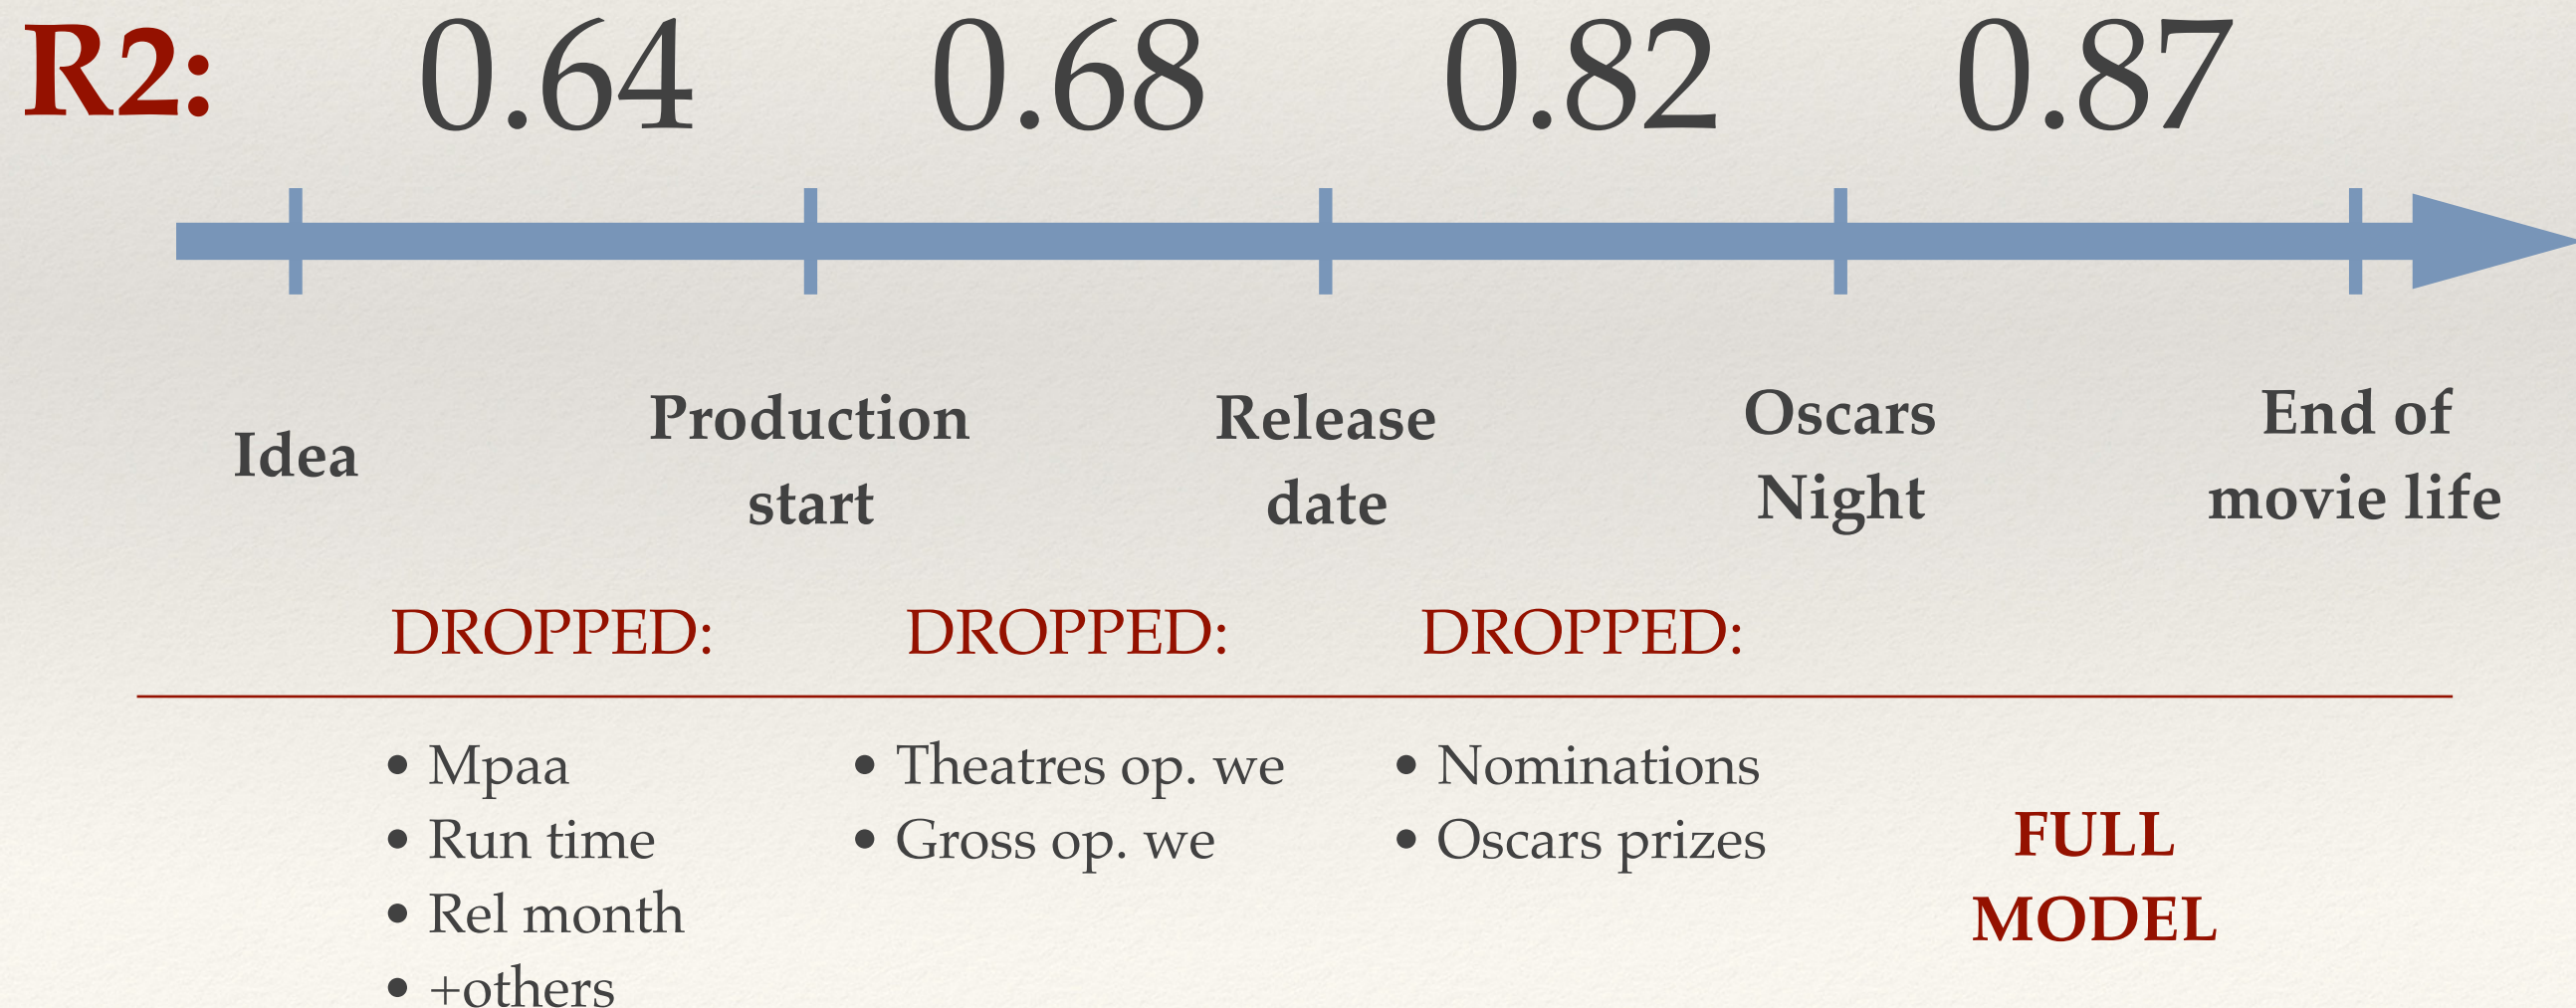 R2: 0.64 0.68 0.82 0.87
Idea
Production
start
Release
date
Oscars
Night
End of
movie life
DROPPED: DROPPED: DROPPED:
• Mpaa
• Run time
• Rel month
• +others
• Theatres op. we
• Gross op. we
• Nominations
• Oscars prizes
FULL
MODEL